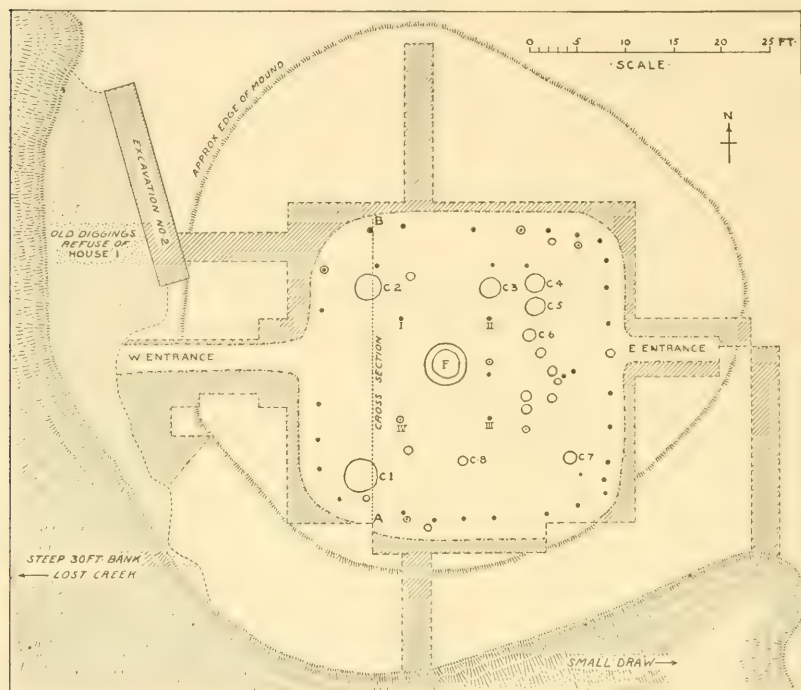 0 5 10 15 20 25 FT.
· SCALE ·
N
APPROX EDGE OF MOUND
EXCAVATION NO 2
OLD DIGGINGS
REFUSE OF
HOUSE I
B
C 2
C 3
C 4
C 5
I
II
C 6
W ENTRANCE
F
E ENTRANCE
CROSS SECTION
IV
III
C·8
C 7
C 1
A
STEEP 30FT BANK
LOST CREEK
SMALL DRAW